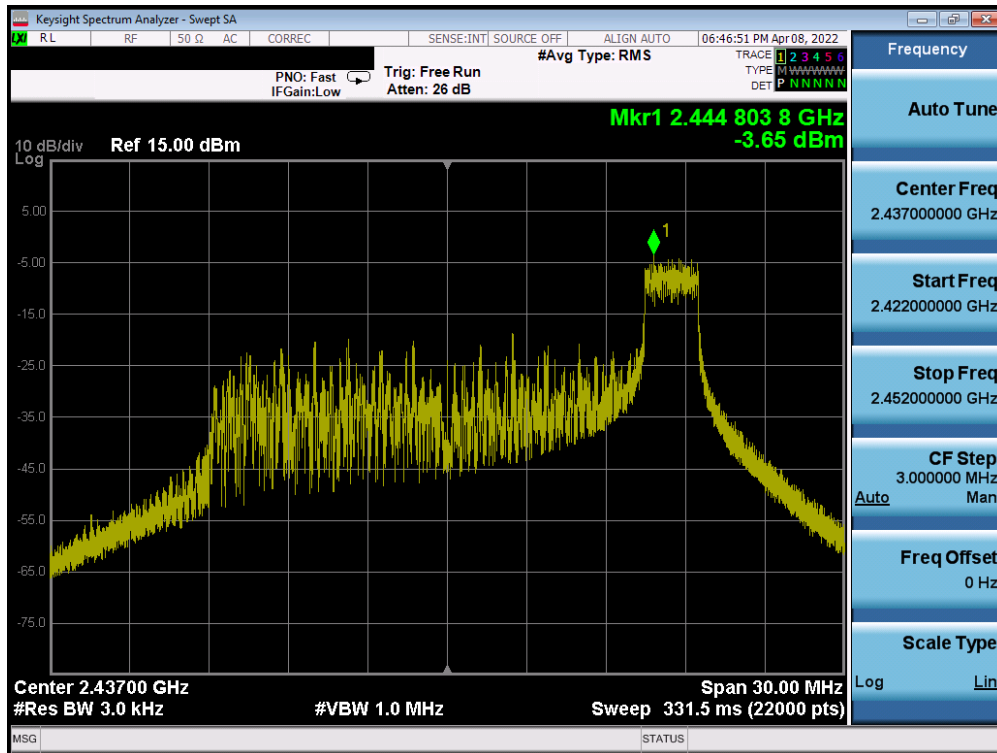 Keysight Spectrum Analyzer - Swept SA
LXI RL RF 50 Ω AC CORREC SENSE:INT SOURCE OFF ALIGN AUTO 06:46:51 PM Apr 08, 2022
#Avg Type: RMS
TRACE 1 2 3 4 5 6
PNO: Fast Trig: Free Run
TYPE M WWWWW
IFGain:Low Atten: 26 dB
DET P N N N N N
Mkr1 2.444 803 8 GHz
-3.65 dBm
10 dB/div Ref 15.00 dBm
Log
1
5.00
-5.00
-15.0
-25.0
-35.0
-45.0
-55.0
-65.0
-75.0
Center 2.43700 GHz Span 30.00 MHz
#Res BW 3.0 kHz #VBW 1.0 MHz Sweep 331.5 ms (22000 pts)
MSG STATUS
Frequency
Auto Tune
Center Freq
2.437000000 GHz
Start Freq
2.422000000 GHz
Stop Freq
2.452000000 GHz
CF Step
3.000000 MHz
Auto Man
Freq Offset
0 Hz
Scale Type
Log Lin